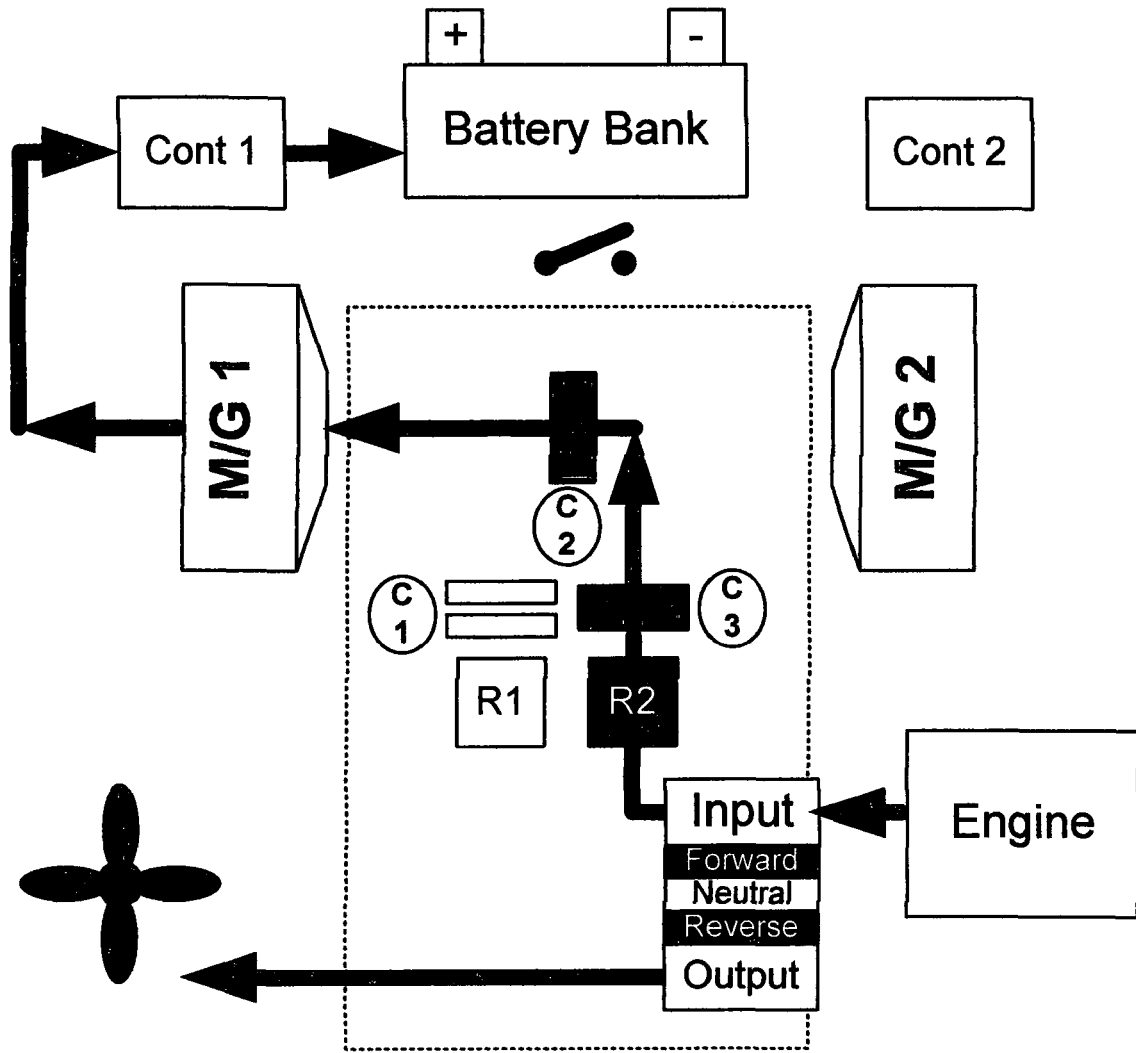 +
-
Battery Bank
Cont 1
Cont 2
M/G 1
M/G 2
C
2
C
1
C
3
R1
R2
Input
Forward
Neutral
Reverse
Output
Engine